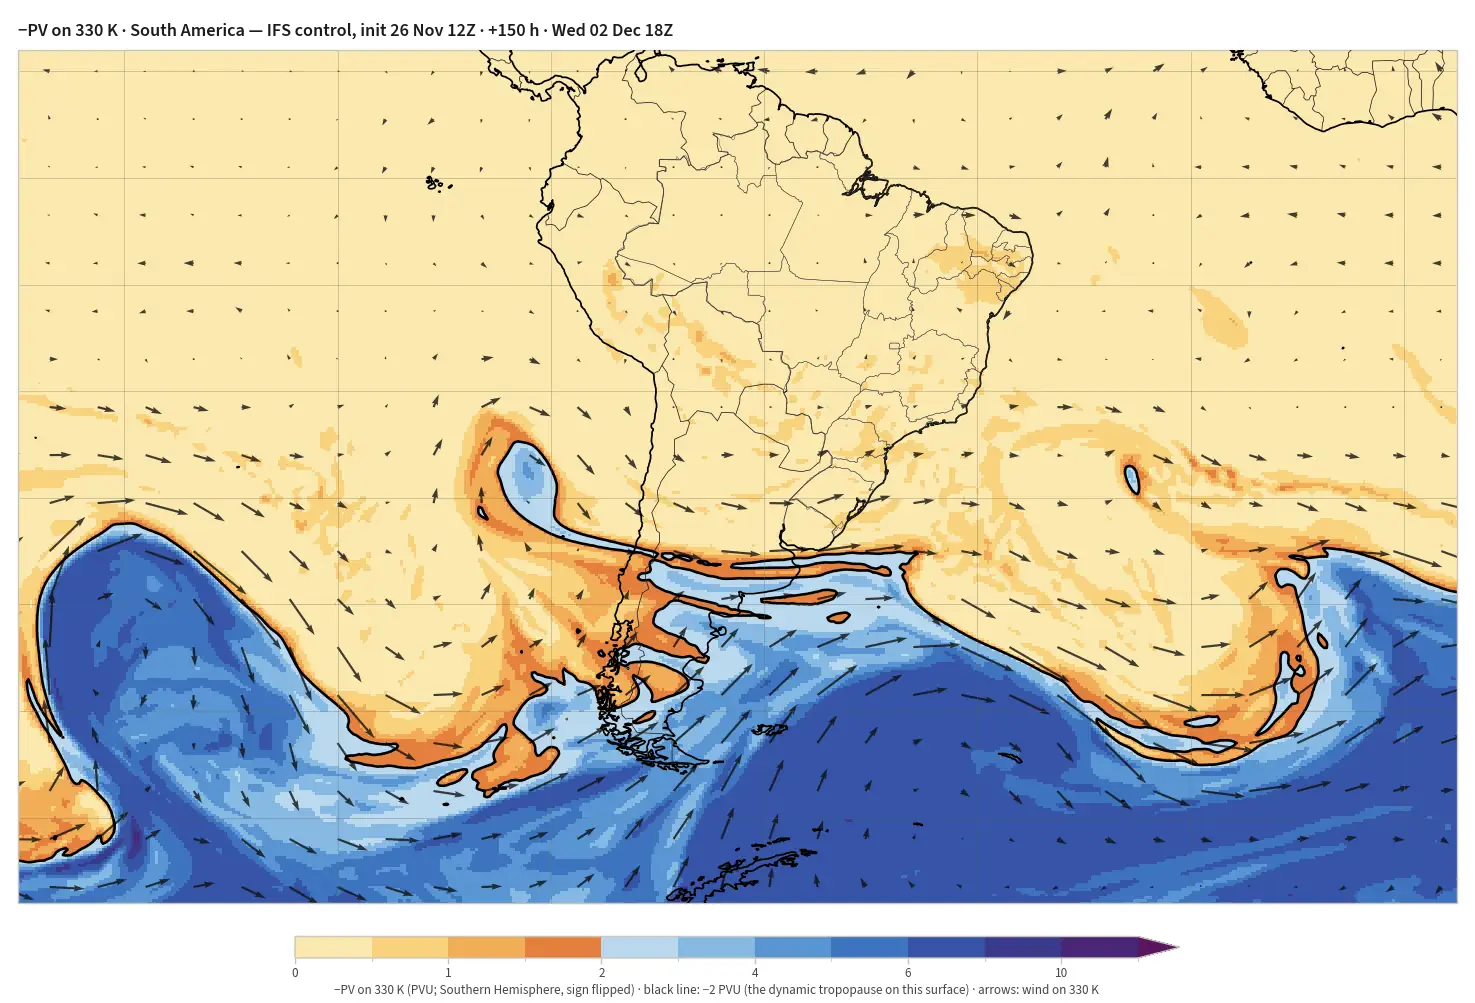 −PV on 330 K · South America — IFS control, init 26 Nov 12Z · +150 h · Wed 02 Dec 18Z
0 1 2 4 6 10
−PV on 330 K (PVU; Southern Hemisphere, sign flipped) · black line: −2 PVU (the dynamic tropopause on this surface) · arrows: wind on 330 K